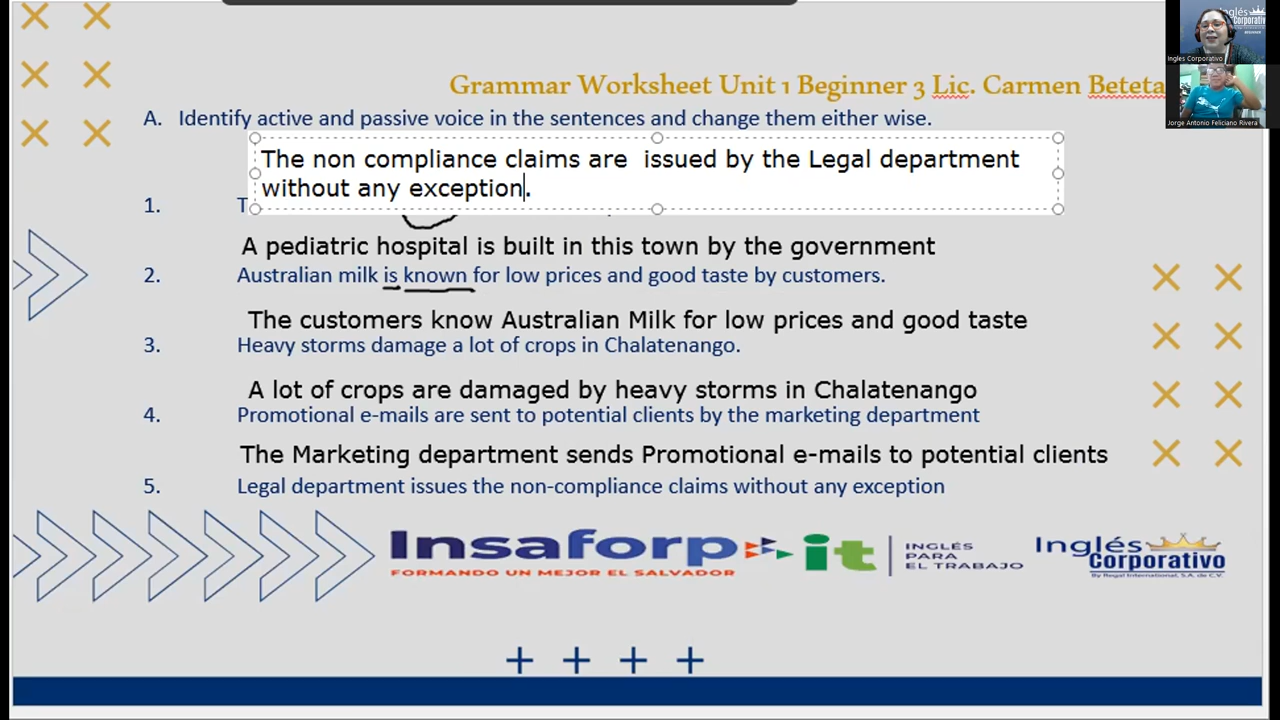 Grammar Worksheet Unit 1 Beginner 3 Lic. Carmen Beteta
A. Identify active and passive voice in the sentences and change them either wise.
The non compliance claims are  issued by the Legal department
without any exception.
1. T
A pediatric hospital is built in this town by the government
2. Australian milk is known for low prices and good taste by customers.
The customers know Australian Milk for low prices and good taste
3. Heavy storms damage a lot of crops in Chalatenango.
A lot of crops are damaged by heavy storms in Chalatenango
4. Promotional e-mails are sent to potential clients by the marketing department
The Marketing department sends Promotional e-mails to potential clients
5. Legal department issues the non-compliance claims without any exception
Insaforp
FORMANDO UN MEJOR EL SALVADOR
it
INGLÉS
PARA
EL TRABAJO
Inglés
Corporativo
By Regal International, S.A. de C.V.
Inglés
Corporativo
BEGINNER
Ingles Corporativo
Jorge Antonio Feliciano Rivera